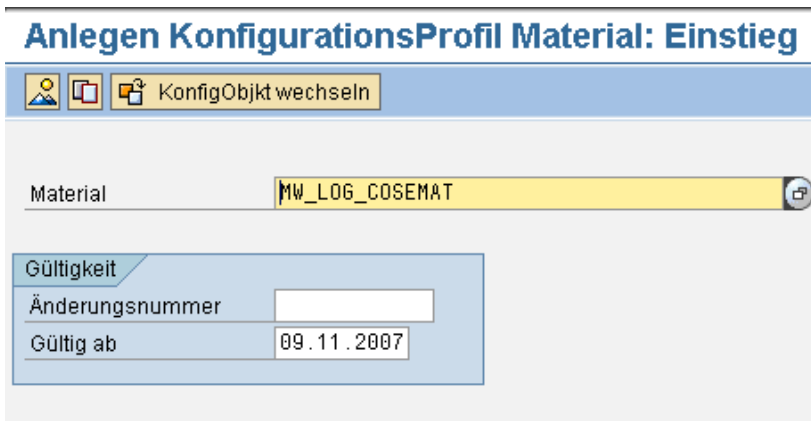 Anlegen KonfigurationsProfil Material: Einstieg
KonfigObjkt wechseln
Material MW_LOG_COSEMAT
Gültigkeit
Änderungsnummer
Gültig ab 09.11.2007